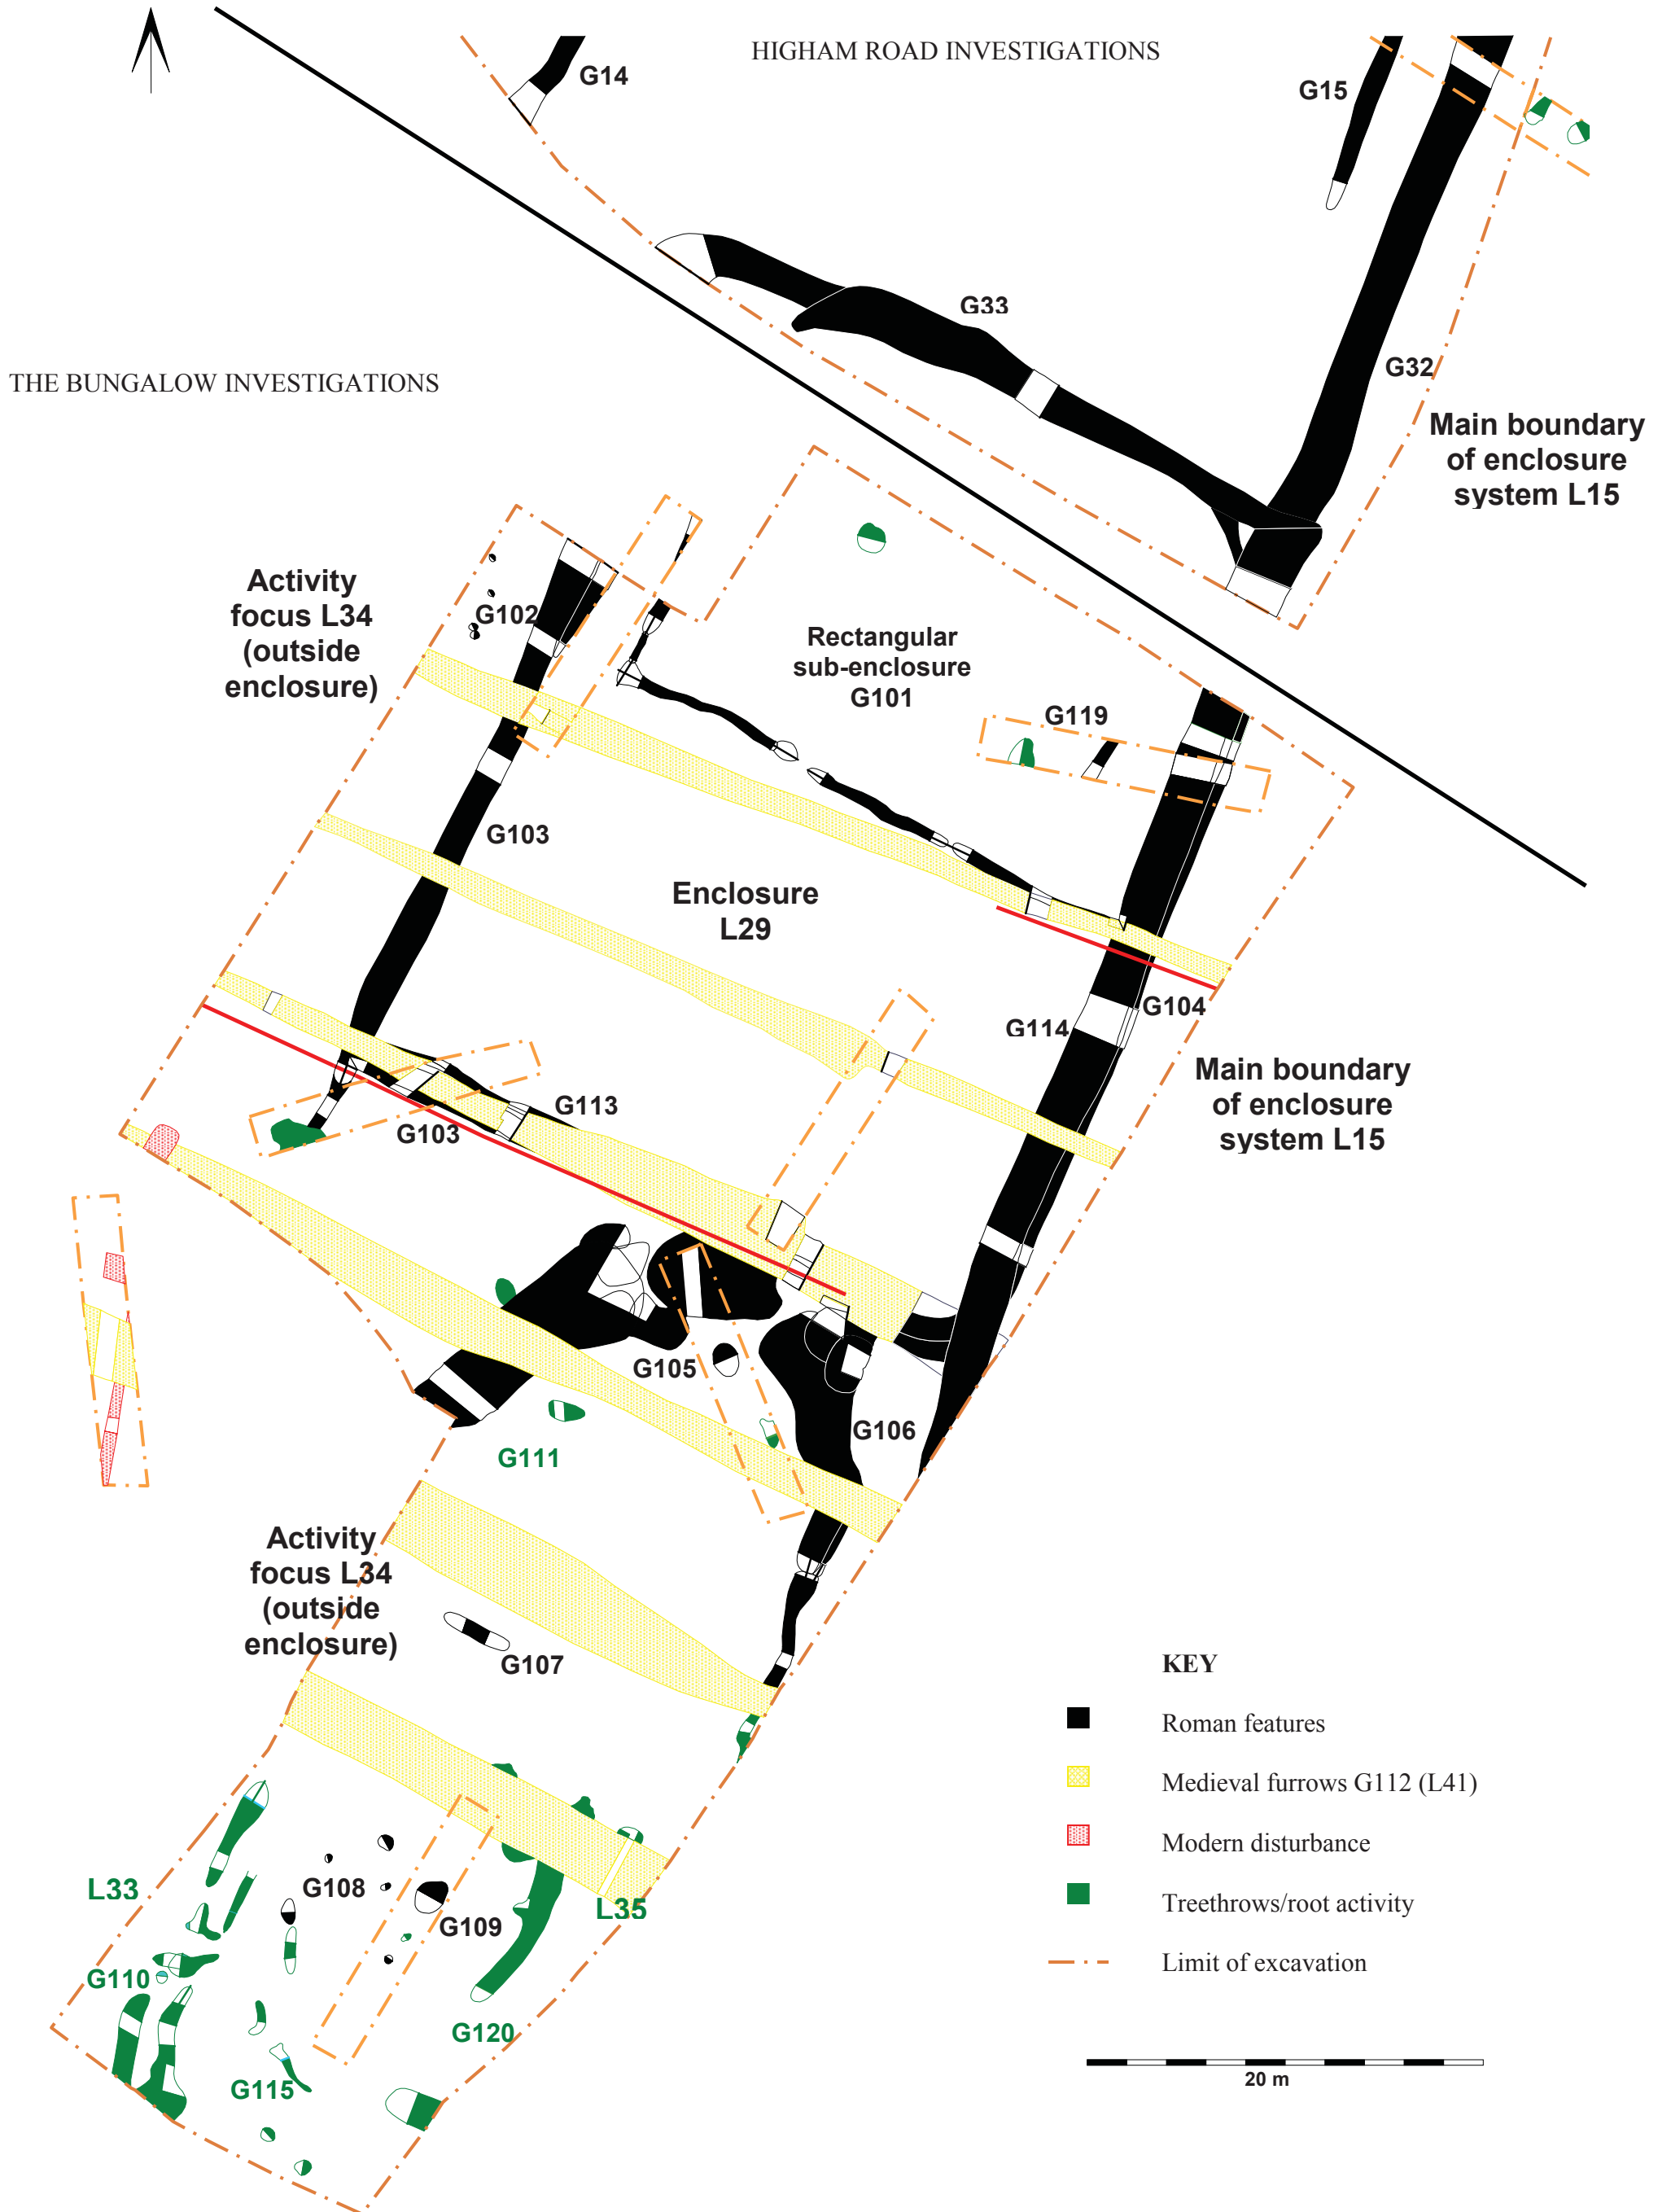 HIGHAM ROAD INVESTIGATIONS
G14
G15
G33
G32
THE BUNGALOW INVESTIGATIONS
Main boundary
of enclosure
system L15
Activity
focus L34
(outside
enclosure)
G102
Rectangular
sub-enclosure
G101
G119
G103
Enclosure
L29
G104
G114
Main boundary
of enclosure
system L15
G113
G103
G105
G106
G111
Activity
focus L34
(outside
enclosure)
G107
KEY
Roman features
Medieval furrows G112 (L41)
Modern disturbance
Treethrows/root activity
Limit of excavation
L33
G108
G109
L35
G110
G120
G115
20 m